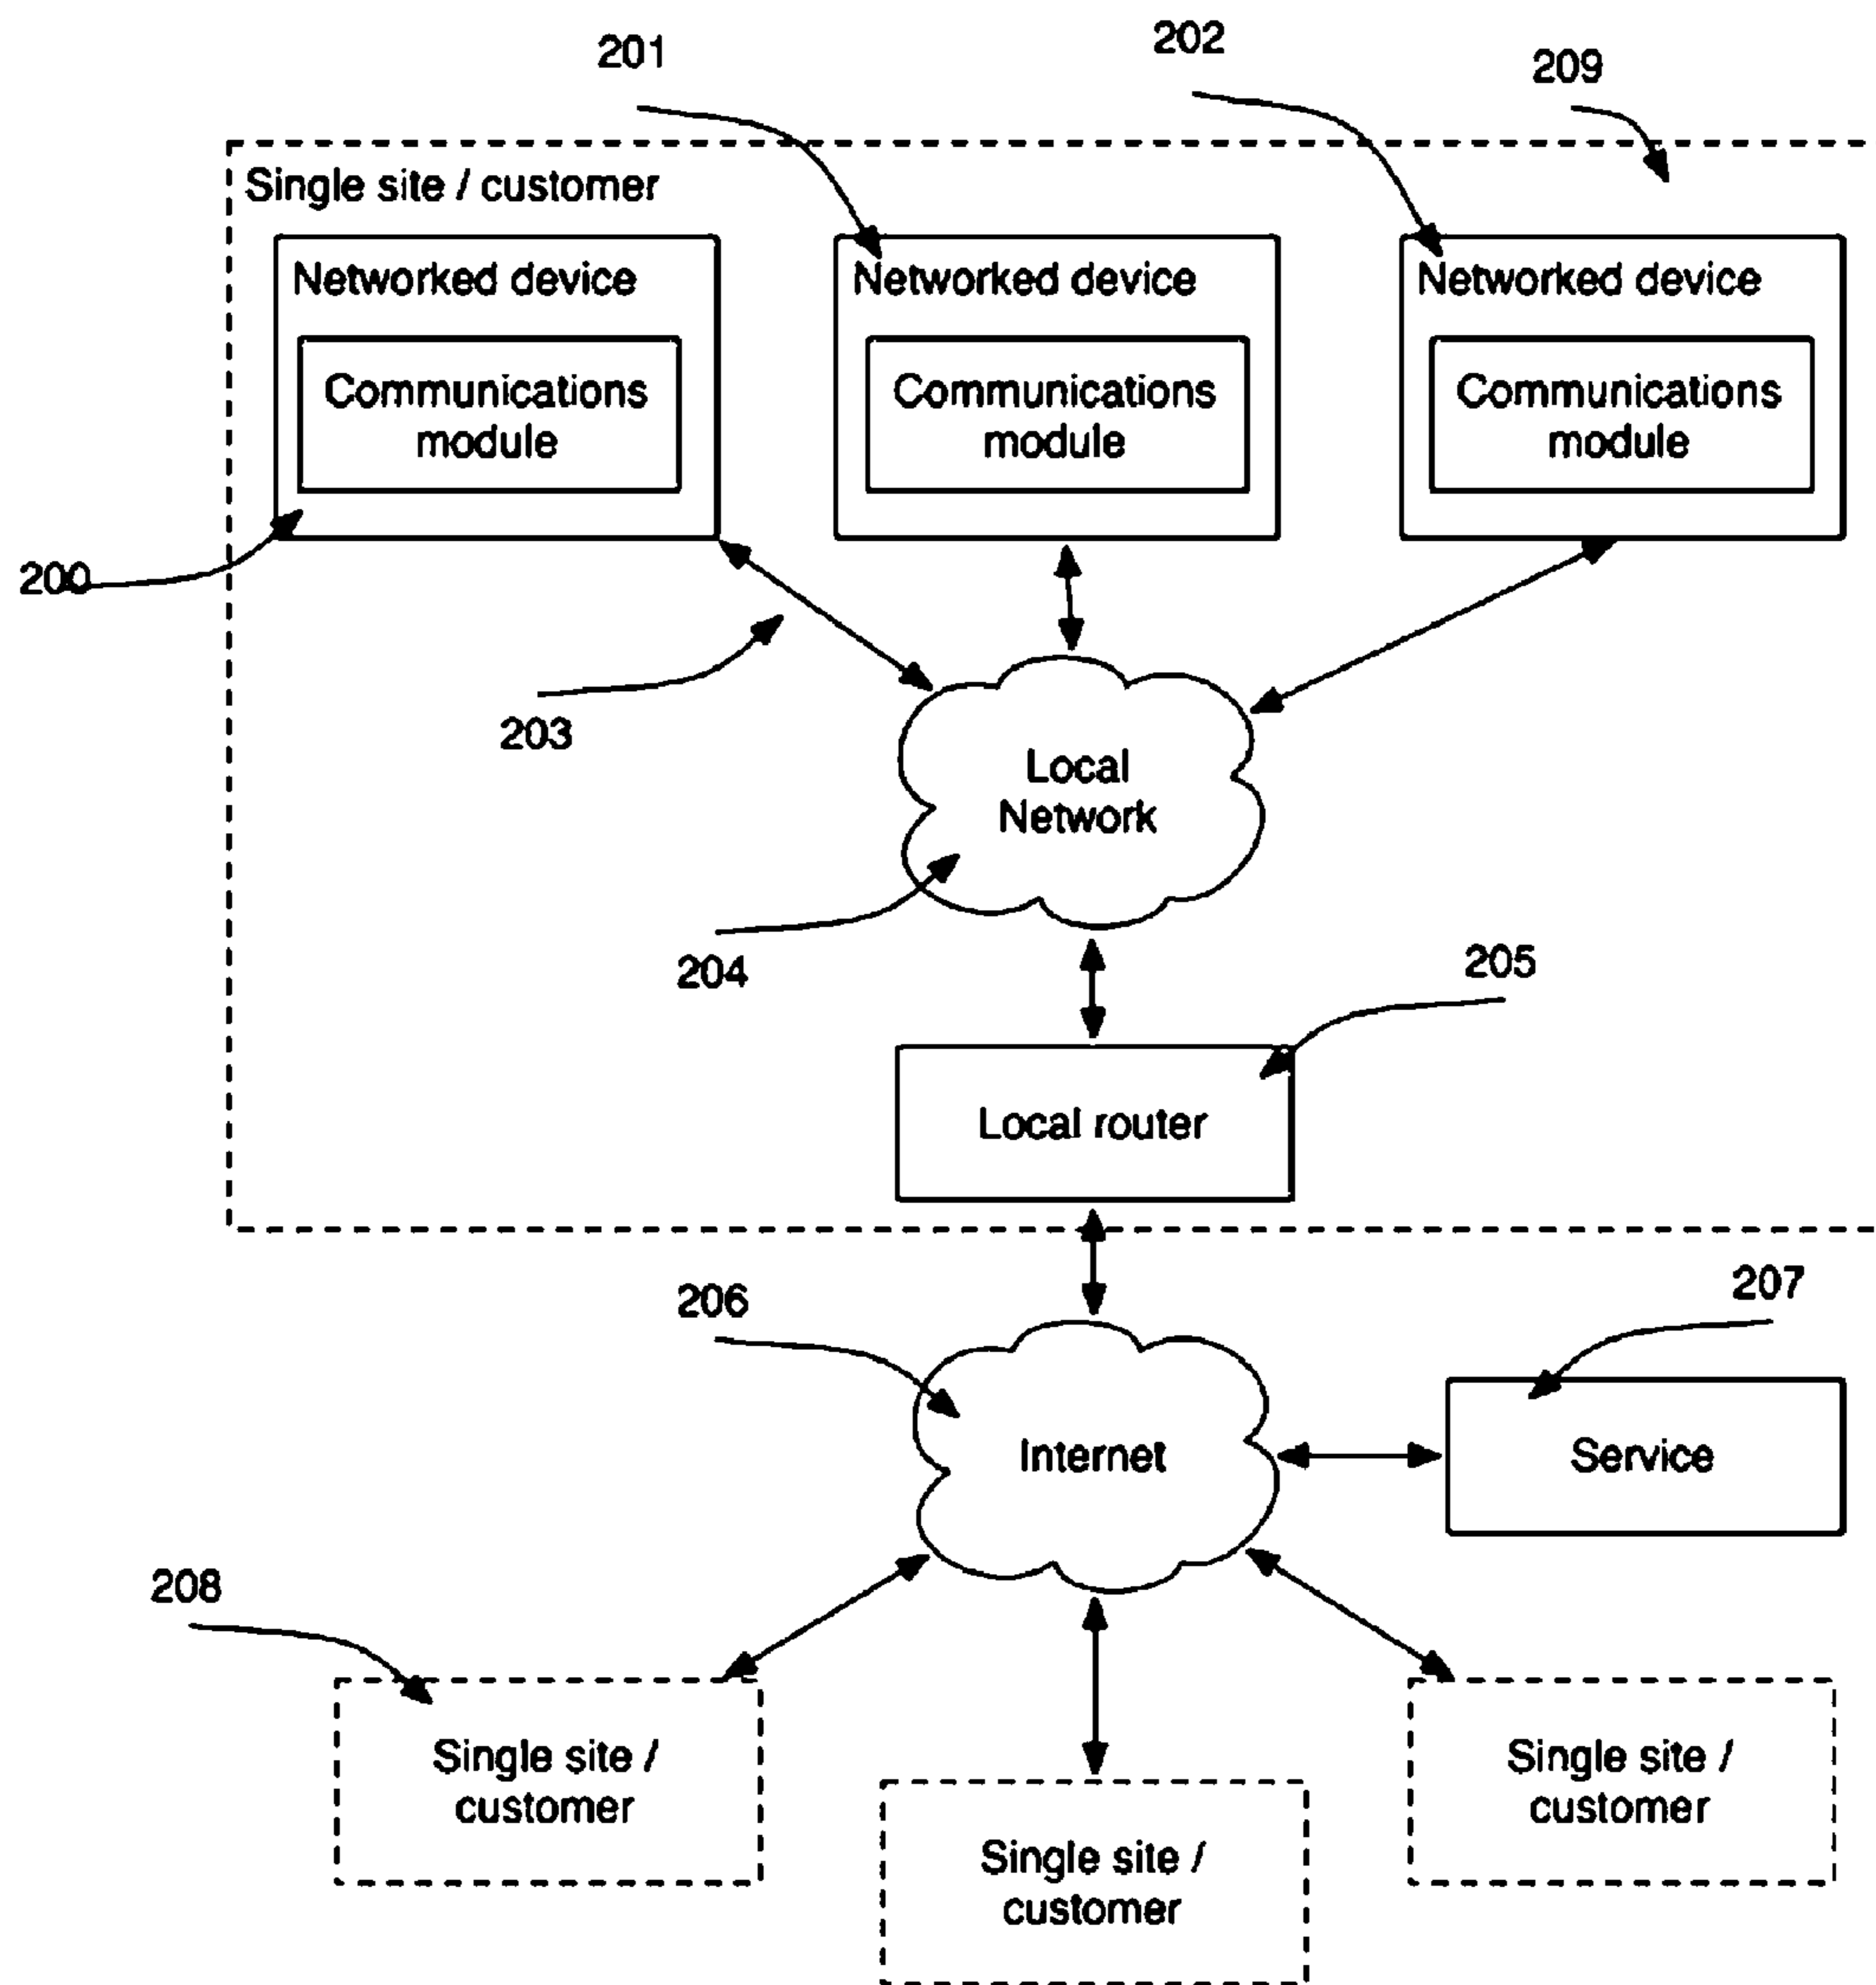 201
202
209
Single site / customer
Networked device
Communications
module
Networked device
Communications
module
Networked device
Communications
module
200
203
Local
Network
204
205
Local router
206
207
Internet
Service
208
Single site /
customer
Single site /
customer
Single site /
customer